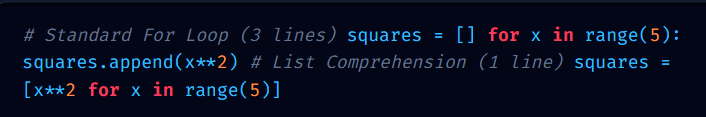 # Standard For Loop (3 lines) squares = [] for x in range(5):
squares.append(x**2) # List Comprehension (1 line) squares =
[x**2 for x in range(5)]